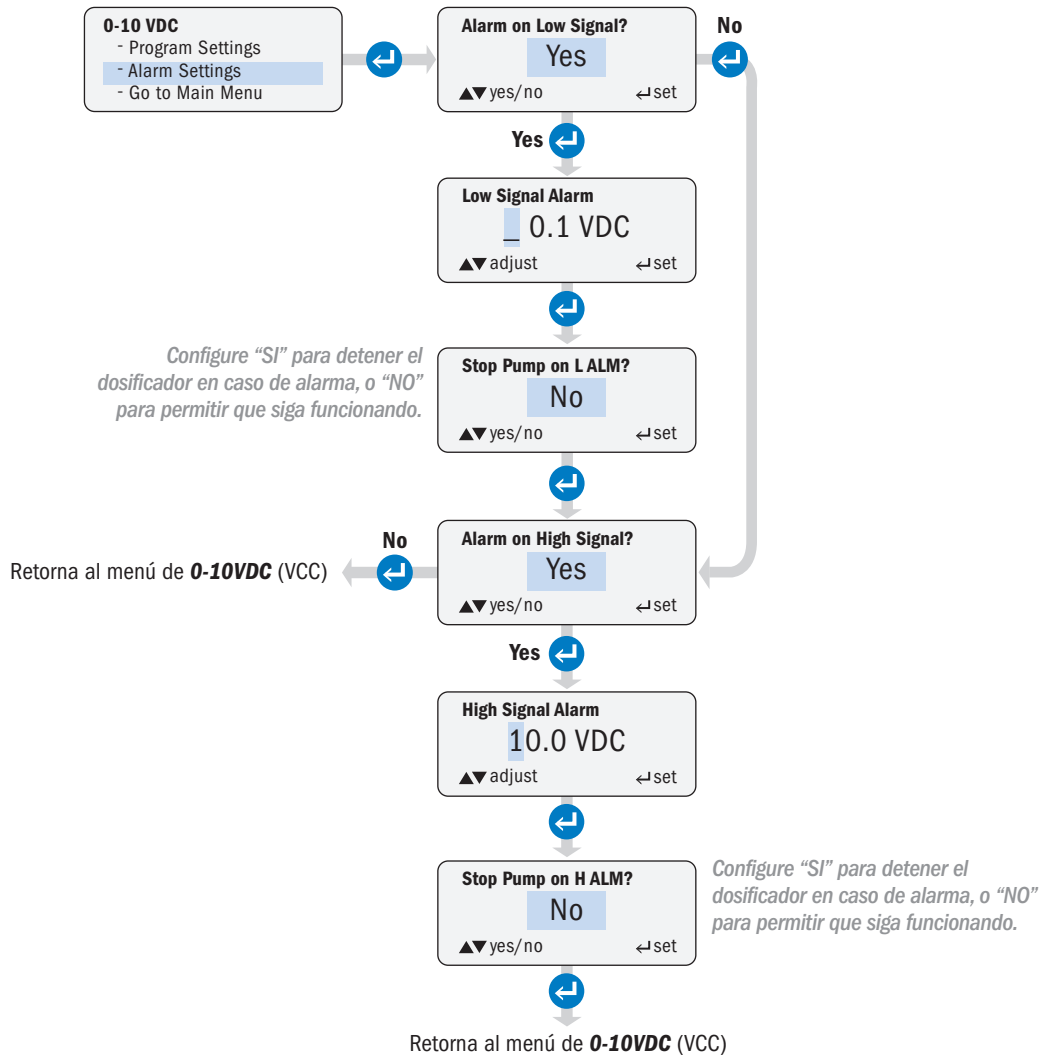 0-10 VDC
- Program Settings
- Alarm Settings
- Go to Main Menu
Alarm on Low Signal?
Yes
▲▼ yes/no ↵ set
No
Yes
Low Signal Alarm
_ 0.1 VDC
▲▼ adjust ↵ set
Configure “SI” para detener el
dosificador en caso de alarma, o “NO”
para permitir que siga funcionando.
Stop Pump on L ALM?
No
▲▼ yes/no ↵ set
No
Retorna al menú de 0-10VDC (VCC)
Alarm on High Signal?
Yes
▲▼ yes/no ↵ set
Yes
High Signal Alarm
10.0 VDC
▲▼ adjust ↵ set
Stop Pump on H ALM?
No
▲▼ yes/no ↵ set
Configure “SI” para detener el
dosificador en caso de alarma, o “NO”
para permitir que siga funcionando.
Retorna al menú de 0-10VDC (VCC)